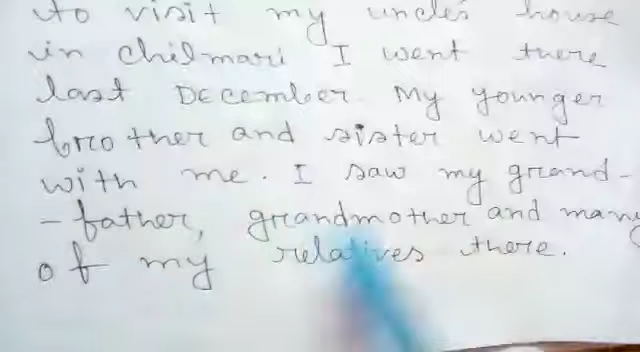 to visit my uncle's house
in chilmari I went there
last December. My younger
brother and sister went
with me. I saw my grand-
-father, grandmother and many
of my relatives there.